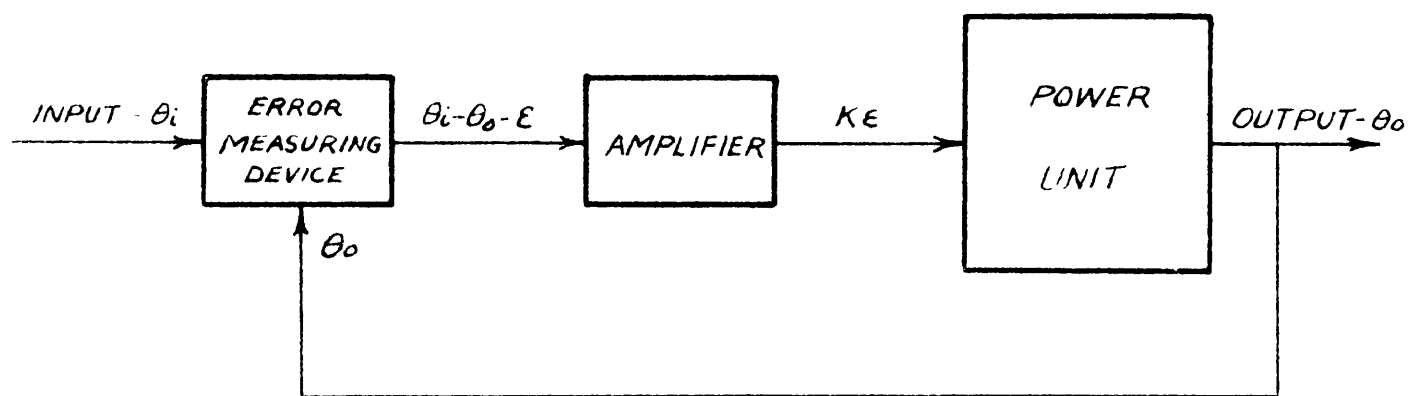 INPUT - θi
ERROR
MEASURING
DEVICE
θi-θo-ε
AMPLIFIER
Kε
POWER
UNIT
OUTPUT-θo
θo